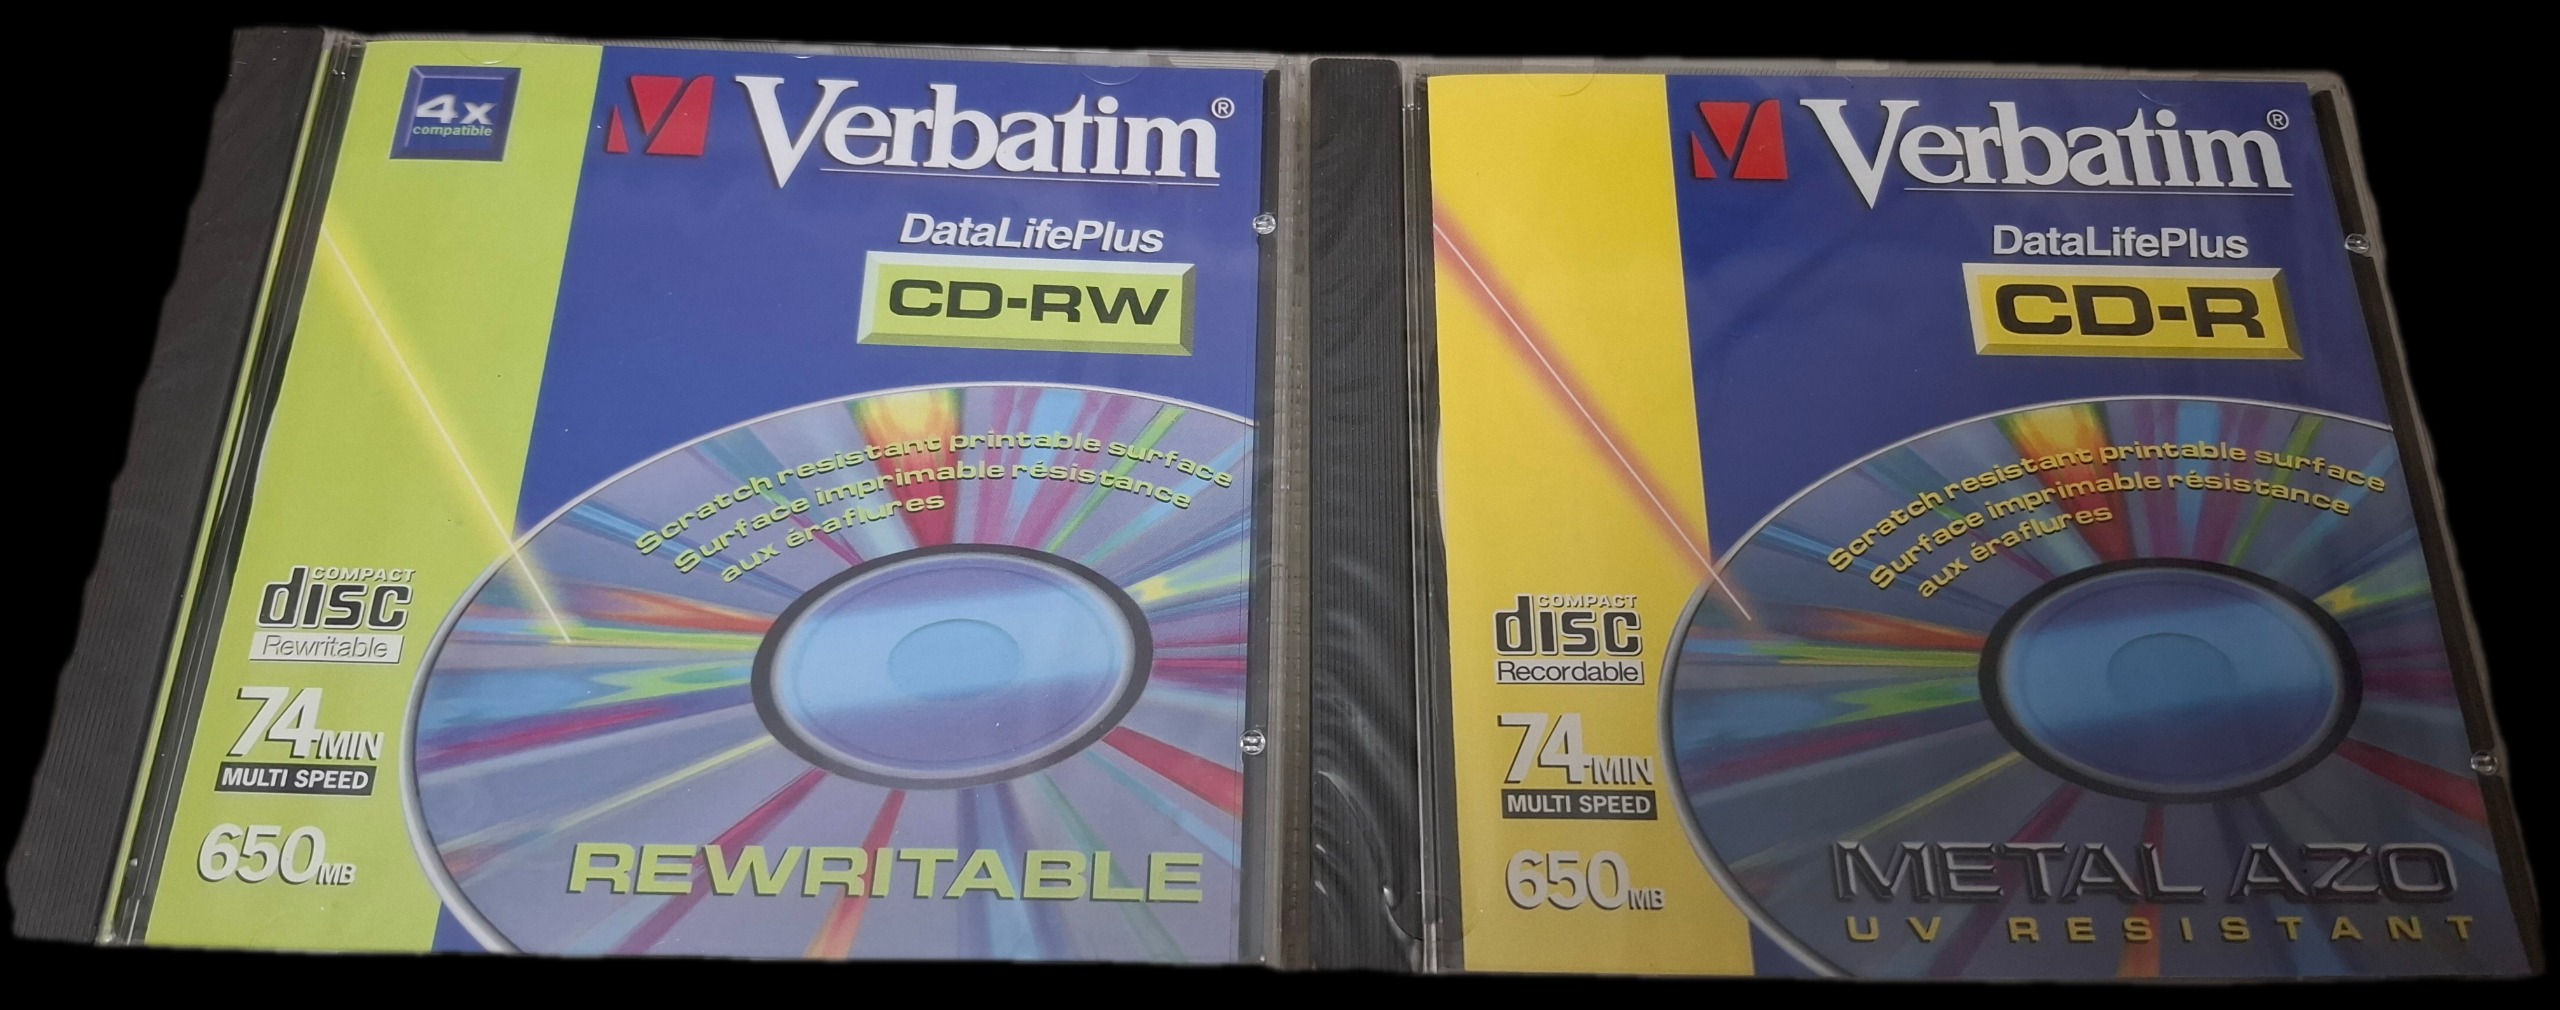 4x
compatible
Verbatim®
DataLifePlus
CD-RW
Scratch resistant printable surface
Surface imprimable résistance
aux éraflures
COMPACT
disc
Rewritable
74MIN
MULTI SPEED
650MB
REWRITABLE
Verbatim®
DataLifePlus
CD-R
Scratch resistant printable surface
Surface imprimable résistance
aux éraflures
COMPACT
disc
Recordable
74MIN
MULTI SPEED
650MB
METAL AZO
UV RESISTANT